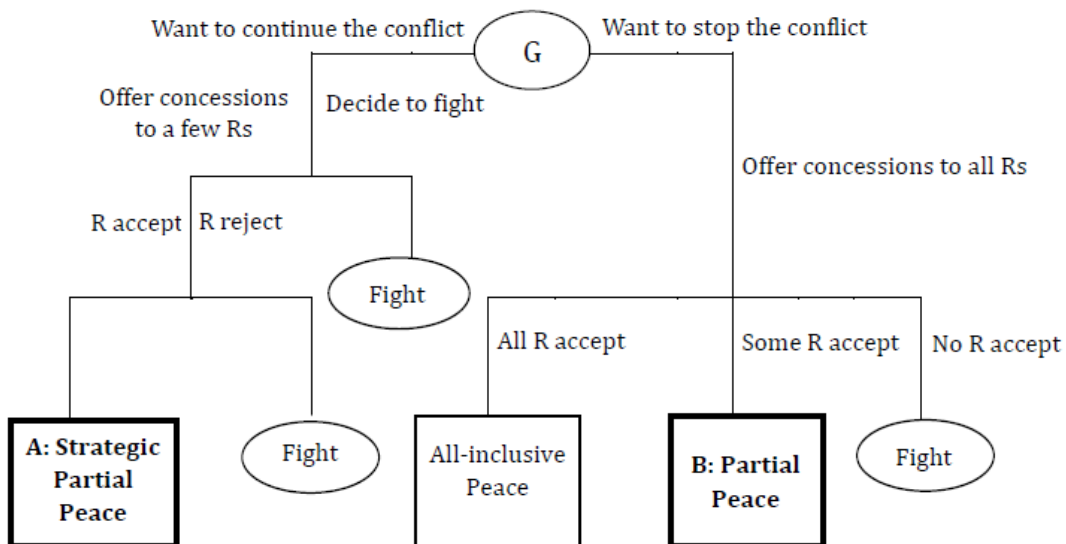 Want to continue the conflict
G
Want to stop the conflict
Offer concessions
to a few Rs
Decide to fight
Offer concessions to all Rs
R accept
R reject
Fight
All R accept
Some R accept
No R accept
A: Strategic
Partial
Peace
Fight
All-inclusive
Peace
B: Partial
Peace
Fight